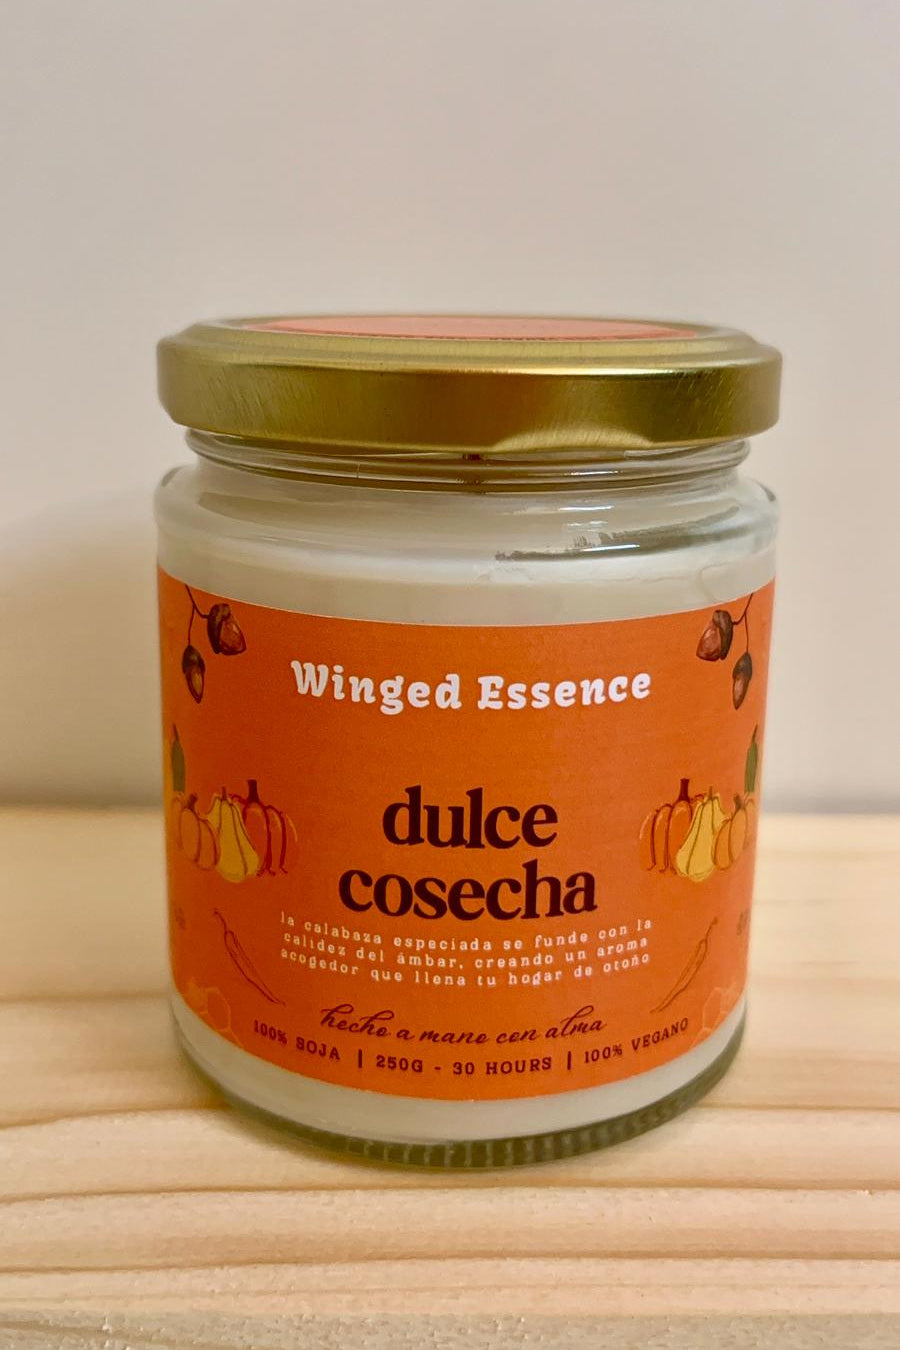 Winged Essence
dulce
cosecha
la calabaza especiada se funde con la
calidez del ámbar, creando un aroma
acogedor que llena tu hogar de otoño
hecho a mano con alma
100% SOJA | 250G - 30 HOURS | 100% VEGANO